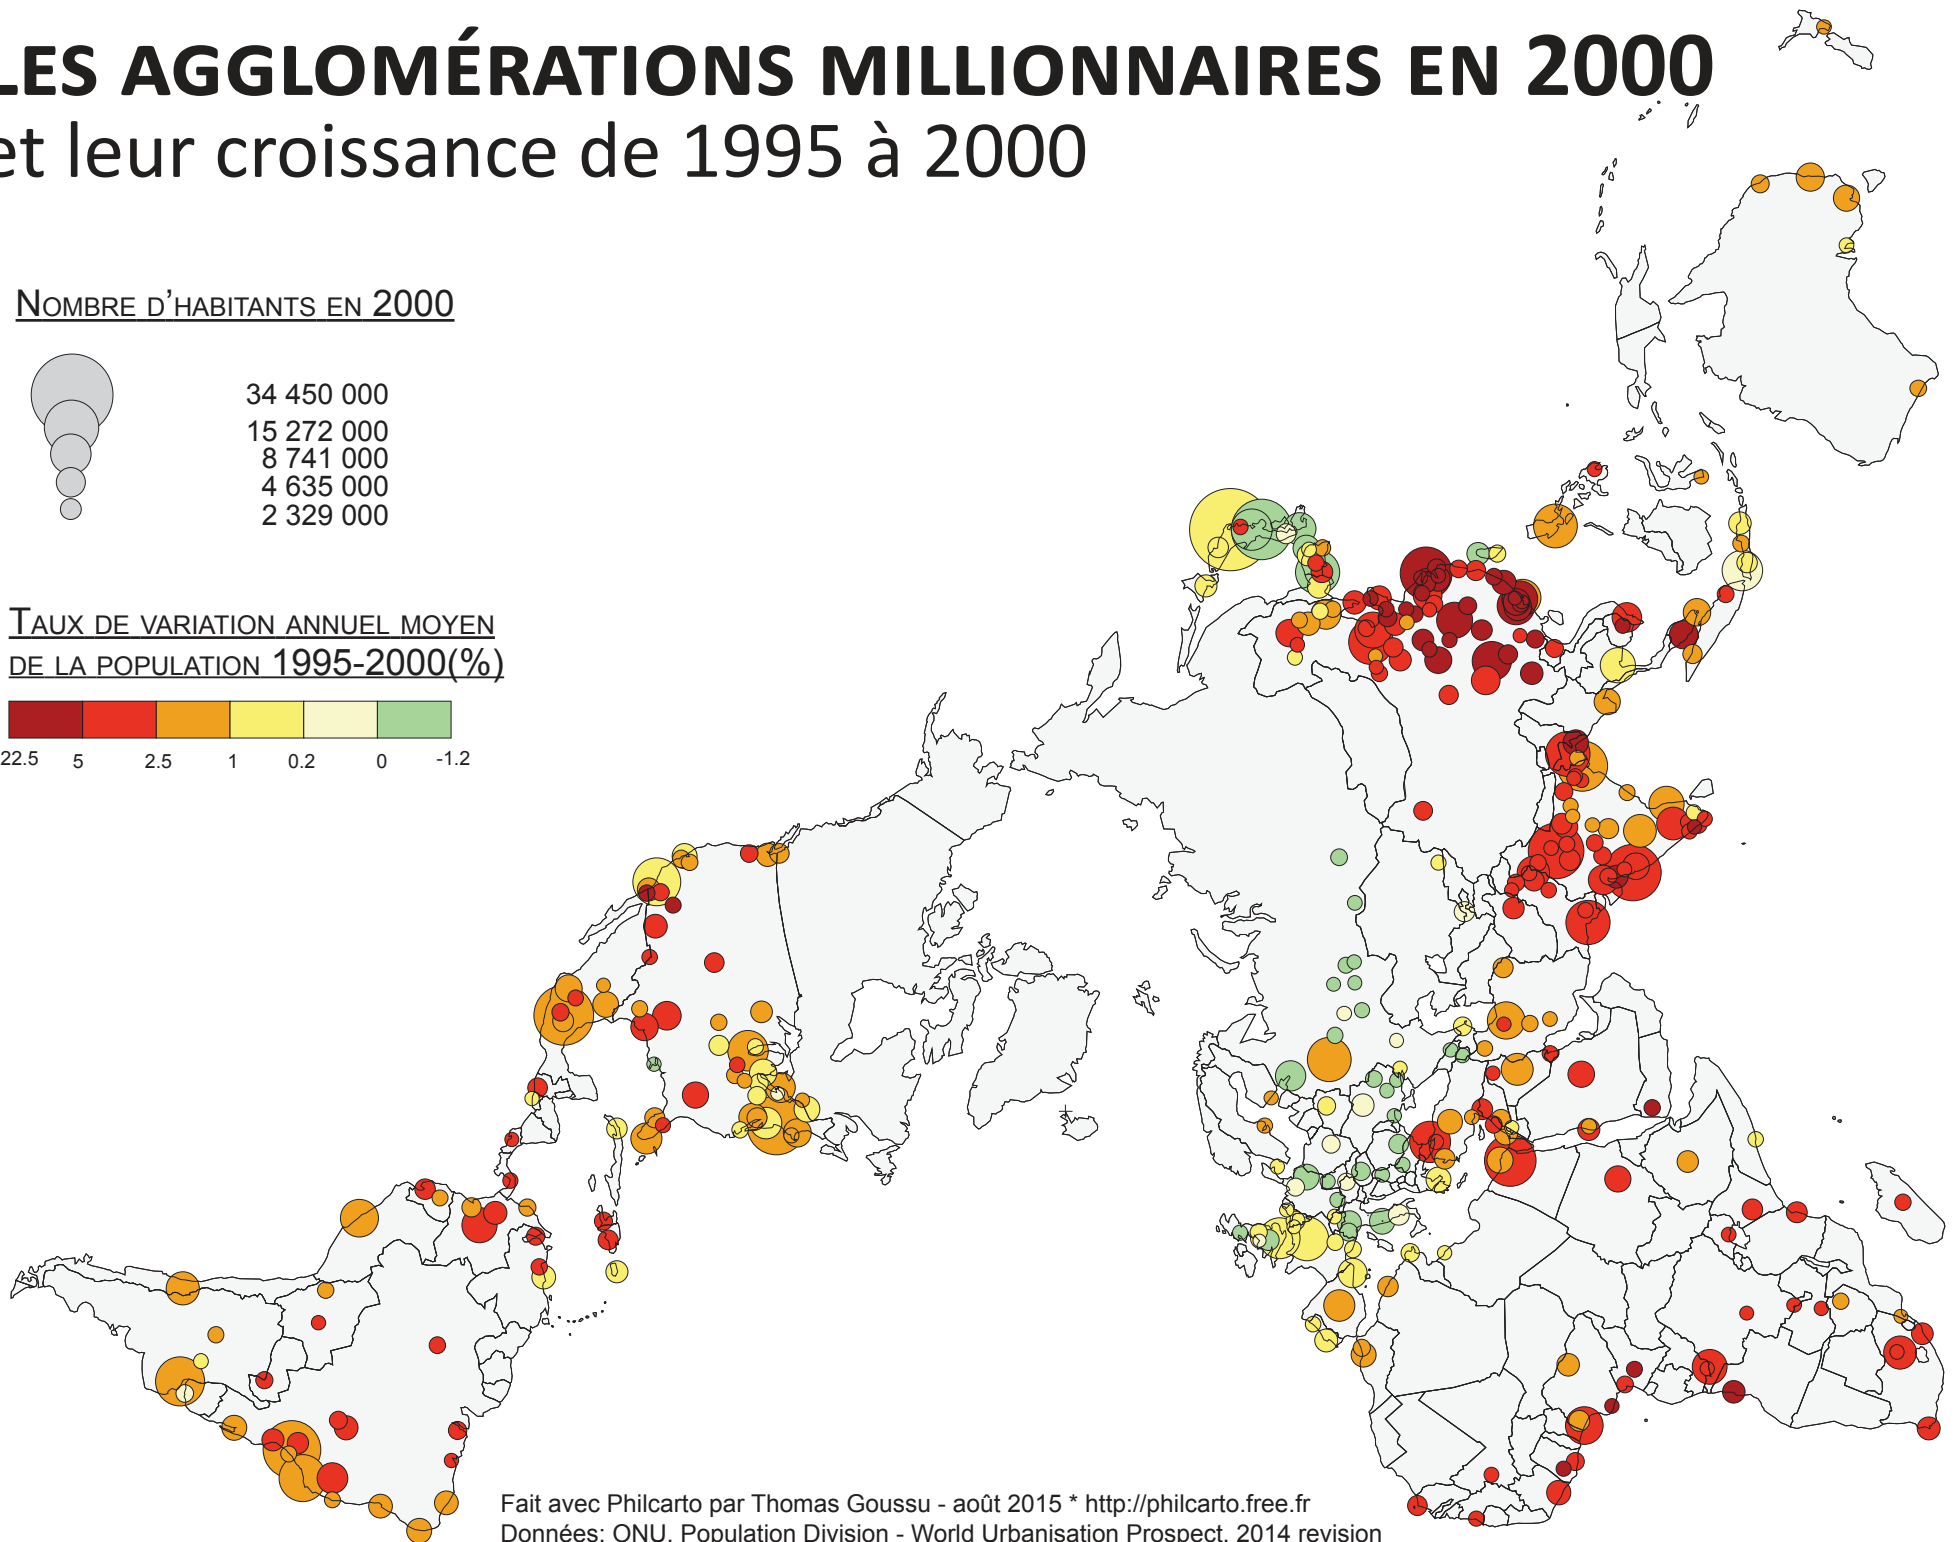 LES AGGLOMÉRATIONS MILLIONNAIRES EN 2000
et leur croissance de 1995 à 2000
NOMBRE D'HABITANTS EN 2000
34 450 000
15 272 000
8 741 000
4 635 000
2 329 000
TAUX DE VARIATION ANNUEL MOYEN
DE LA POPULATION 1995-2000(%)
22.5 5 2.5 1 0.2 0 -1.2
Fait avec Philcarto par Thomas Goussu - août 2015 * http://philcarto.free.fr
Données: ONU, Population Division - World Urbanisation Prospect, 2014 revision